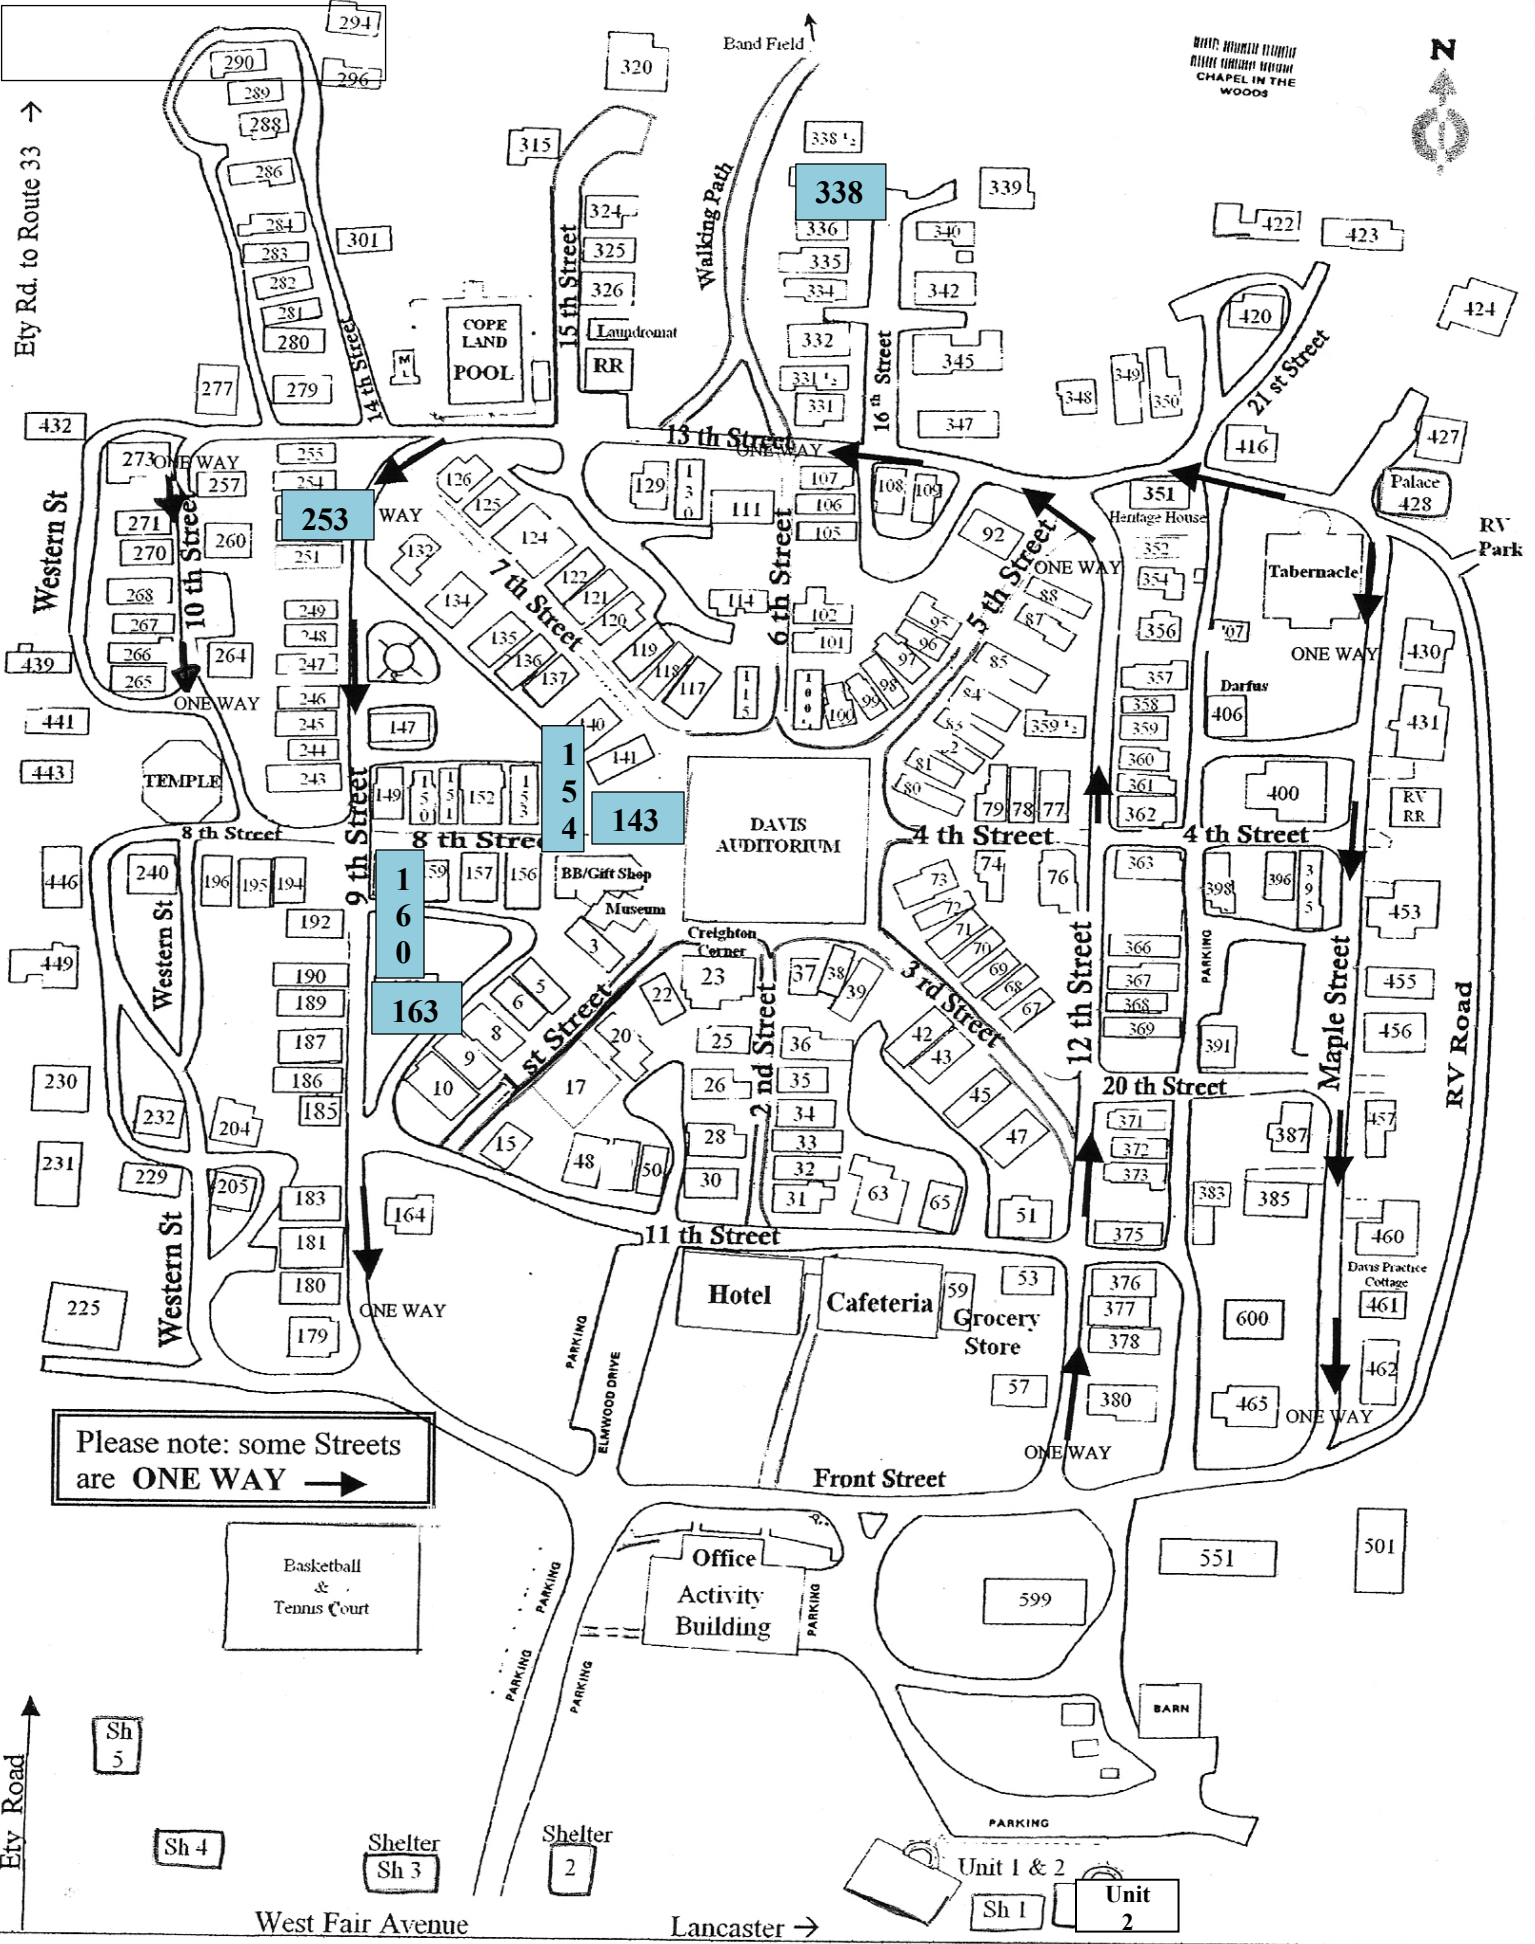 294
290
296
289
288
286
284
283
282
281
280
279
277
301
315
320
Band Field
CHAPEL IN THE
WOODS
N
Ety Rd. to Route 33 →
338 ½
338
336
335
334
332
331 ½
331
339
340
342
345
347
Walking Path
324
325
326
Laundromat
RR
15 th Street
14 th Street
16 th Street
COPE
LAND
POOL
M
L
422
423
424
420
21 st Street
349
350
348
416
427
Palace
428
RV
Park
432
273
ONE WAY
257
255
254
253
WAY
251
271
270
268
267
266
265
260
264
10 th Street
Western St
439
441
443
ONE WAY
249
248
247
246
245
244
243
13 th Street
ONE WAY
126
125
124
122
121
120
119
118
117
132
134
135
136
137
140
141
7 th Street
129
130
111
114
115
107
106
105
102
101
6 th Street
108
109
92
5 th Street
ONE WAY
95
96
97
98
99
100
88
87
85
84
83
81
80
79
78
77
351
Heritage House
352
354
356
357
358
359
359 ½
360
361
362
Tabernacle
ONE WAY
Darfus
406
430
431
400
RV
RR
147
149
150
151
152
153
154
143
DAVIS
AUDITORIUM
TEMPLE
8 th Street
8 th Stree
9 th Street
4 th Street
4 th Street
446
240
196
195
194
192
160
159
157
156
BB/Gift Shop
Museum
3
Creighton
Corner
449
Western St
190
189
187
186
185
163
5
6
8
9
10
1 st Street
22
23
20
17
15
48
50
25
26
28
30
2 nd Street
37
38
39
36
35
34
33
32
31
63
65
73
72
71
70
69
68
67
74
76
3 rd Street
42
43
45
47
51
12 th Street
363
366
367
368
369
398
396
395
PARKING
391
20 th Street
Maple Street
453
455
456
457
RV Road
371
372
373
375
383
385
387
460
Davis Practice
Cottage
461
462
230
232
204
231
229
205
183
181
180
179
164
225
Western St
ONE WAY
11 th Street
Hotel
Cafeteria
59
53
Grocery
Store
57
376
377
378
380
600
465
ONE WAY
ONE WAY
PARKING
ELMWOOD DRIVE
Front Street
Please note: some Streets
are ONE WAY
Basketball
&
Tennis Court
Office
Activity
Building
PARKING
PARKING
PARKING
PARKING
599
551
501
BARN
PARKING
Sh
5
Sh 4
Shelter
Sh 3
Shelter
2
Unit 1 & 2
Sh 1
Unit
2
Ety Road
West Fair Avenue
Lancaster →